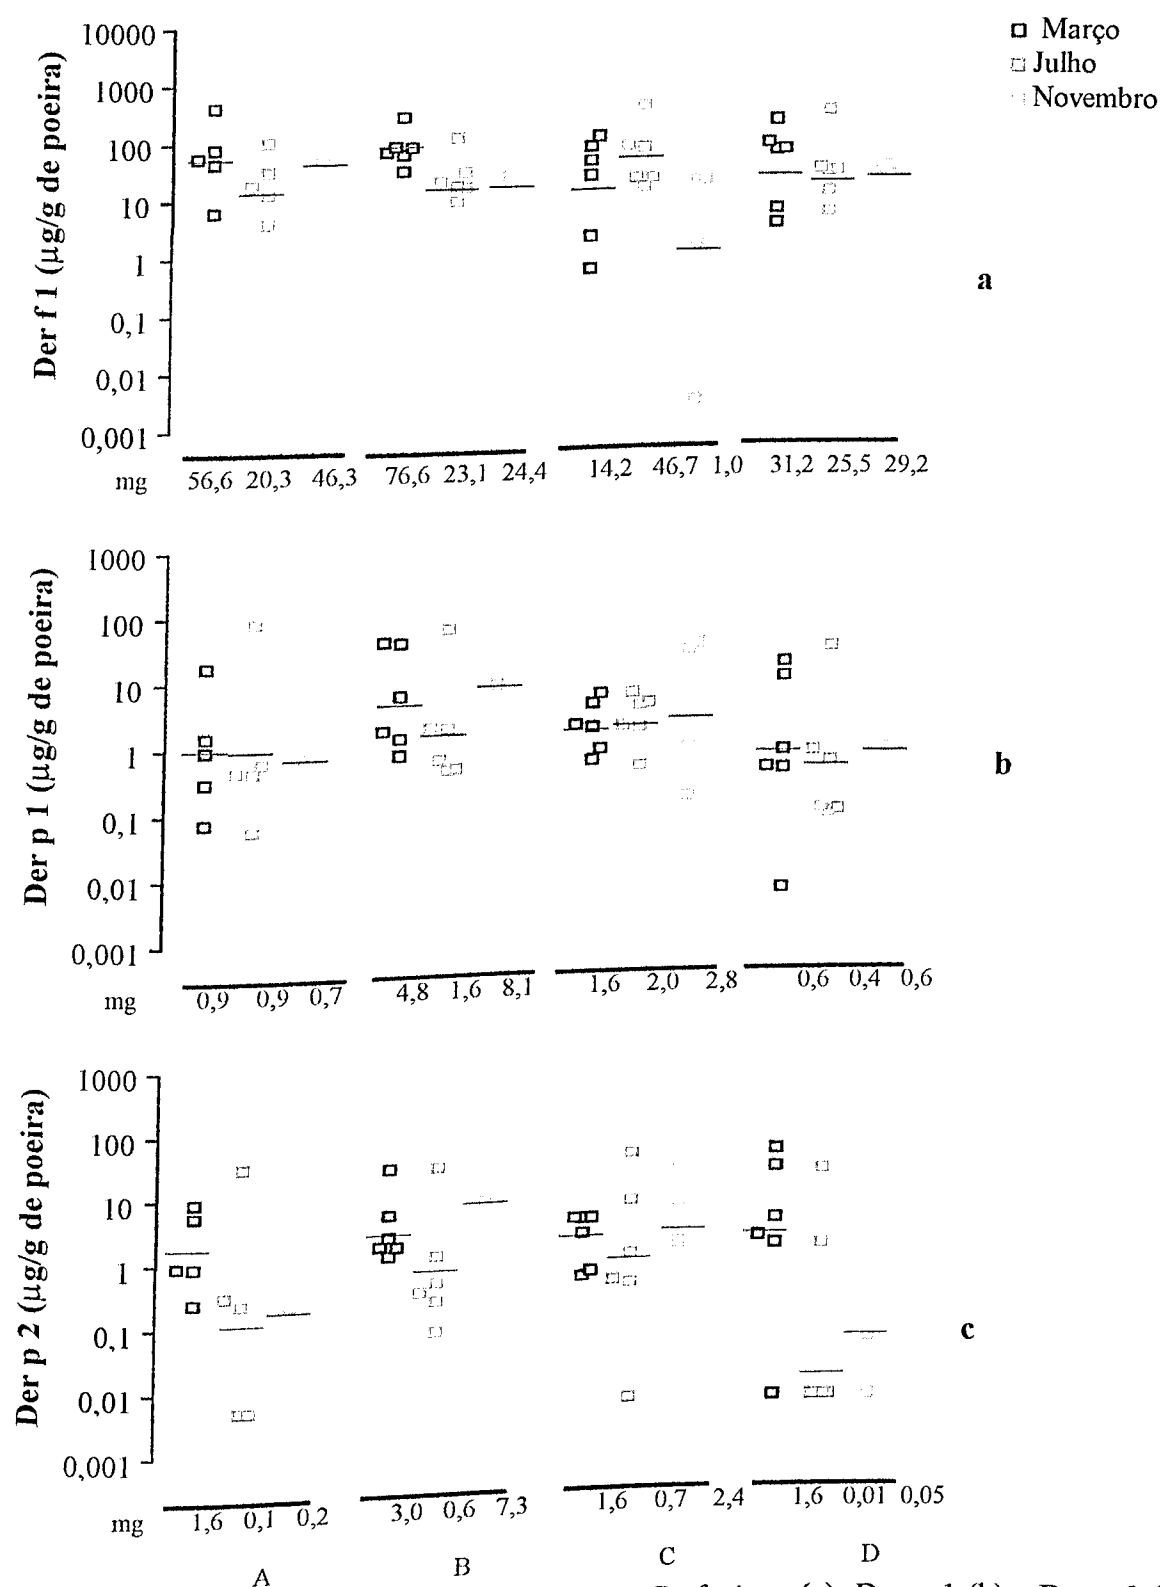 Março
Julho
Novembro
Der f 1 (µg/g de poeira)
10000
1000
100
10
1
0,1
0,01
0,001
a
mg 56,6 20,3 46,3 76,6 23,1 24,4 14,2 46,7 1,0 31,2 25,5 29,2
Der p 1 (µg/g de poeira)
1000
100
10
1
0,1
0,01
0,001
b
mg 0,9 0,9 0,7 4,8 1,6 8,1 1,6 2,0 2,8 0,6 0,4 0,6
Der p 2 (µg/g de poeira)
1000
100
10
1
0,1
0,01
0,001
c
mg 1,6 0,1 0,2 3,0 0,6 7,3 1,6 0,7 2,4 1,6 0,01 0,05
A B C D